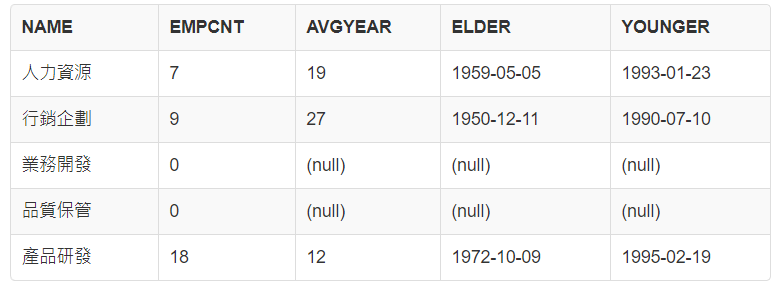 NAME EMPCNT AVGYEAR ELDER YOUNGER
人力資源 7 19 1959-05-05 1993-01-23
行銷企劃 9 27 1950-12-11 1990-07-10
業務開發 0 (null) (null) (null)
品質保管 0 (null) (null) (null)
產品研發 18 12 1972-10-09 1995-02-19